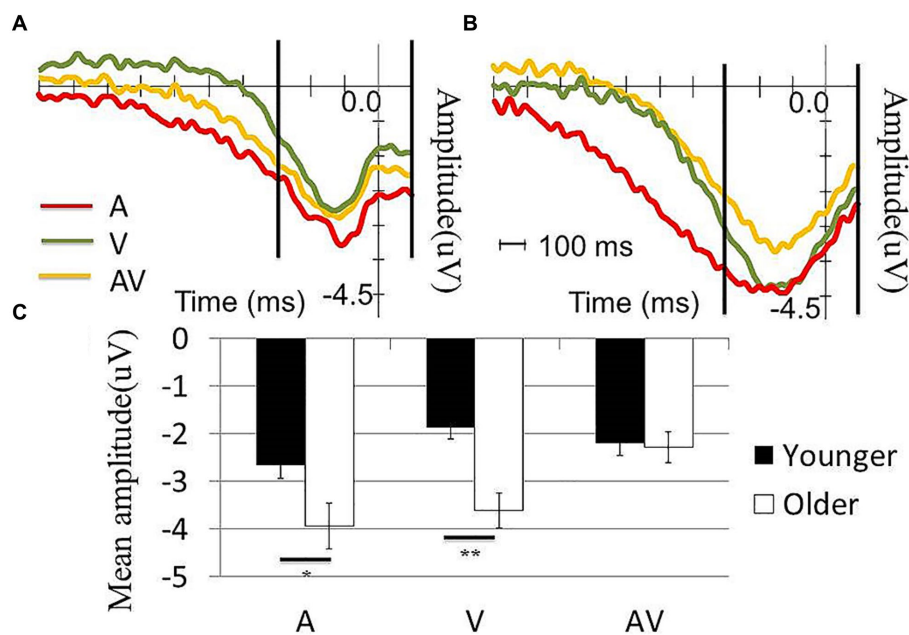 A
0.0
Amplitude(uV)
A
V
AV
Time (ms)
-4.5
B
0.0
Amplitude(uV)
100 ms
Time (ms)
-4.5
C
Mean amplitude(uV)
0
-1
-2
-3
-4
-5
*
**
A
V
AV
Younger
Older